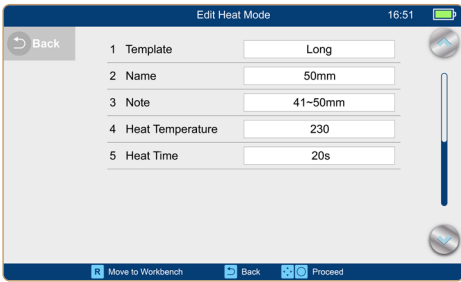 Edit Heat Mode 16:51
Back
1 Template Long
2 Name 50mm
3 Note 41~50mm
4 Heat Temperature 230
5 Heat Time 20s
R Move to Workbench Back Proceed